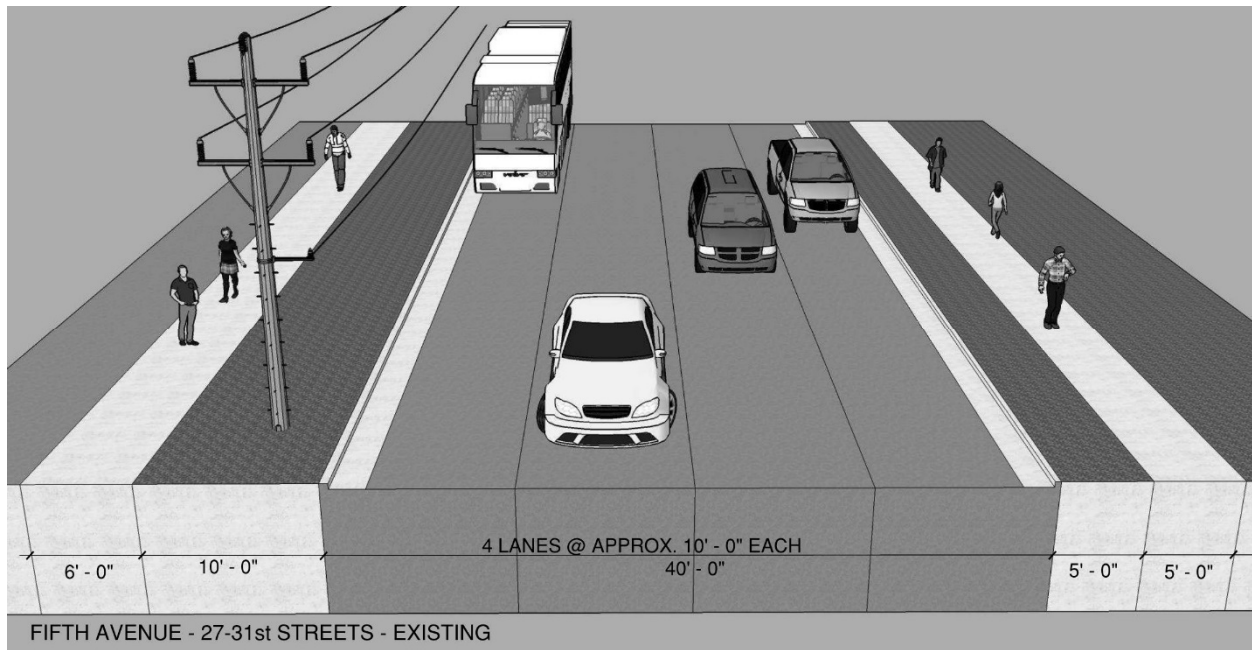 4 LANES @ APPROX. 10' - 0" EACH
6' - 0" 10' - 0" 40' - 0" 5' - 0" 5' - 0"
FIFTH AVENUE - 27-31st STREETS - EXISTING